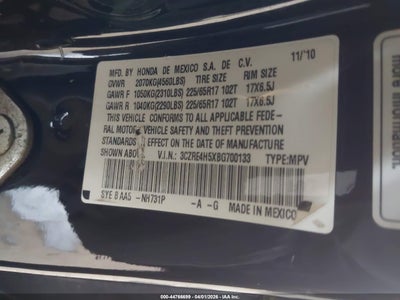 11/'10
MFD. BY HONDA DE MEXICO S.A. DE C.V.
GVWR 2070KG(4560LBS) TIRE SIZE RIM SIZE
GAWR F 1050KG(2310LBS) 225/65R17 102T 17X6.5J
GAWR R 1040KG(2290LBS) 225/65R17 102T 17X6.5J
THIS VEHICLE CONFORMS TO ALL APPLICABLE FEDE-
RAL MOTOR VEHICLE SAFETY AND THEFT PREVENTION
STANDARDS IN EFFECT ON THE DATE OF MANUFACTURE
SHOWN ABOVE. V.I.N.: 3CZRE4H5XBG700133 TYPE:MPV
SYE 8 AA5 -NH731P -A -G MADE IN MEXICO
000-44766699 04/01/2026 IAAI.COM